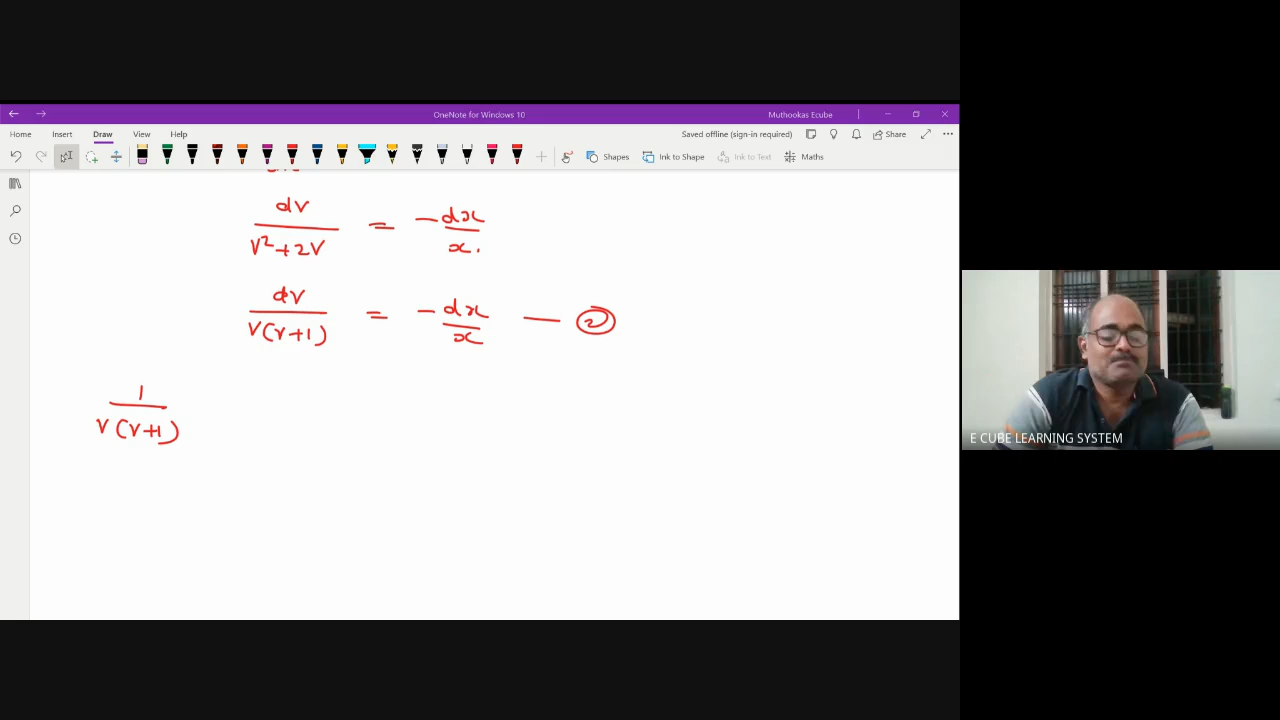 OneNote for Windows 10
Muthookas Ecube
Home Insert Draw View Help
Saved offline (sign-in required)
Share
Shapes
Ink to Shape
Ink to Text
Maths
dv/(v²+2v) = -dx/x.
dv/(v(v+1)) = -dx/x — ②
1/(v(v+1))
E CUBE LEARNING SYSTEM